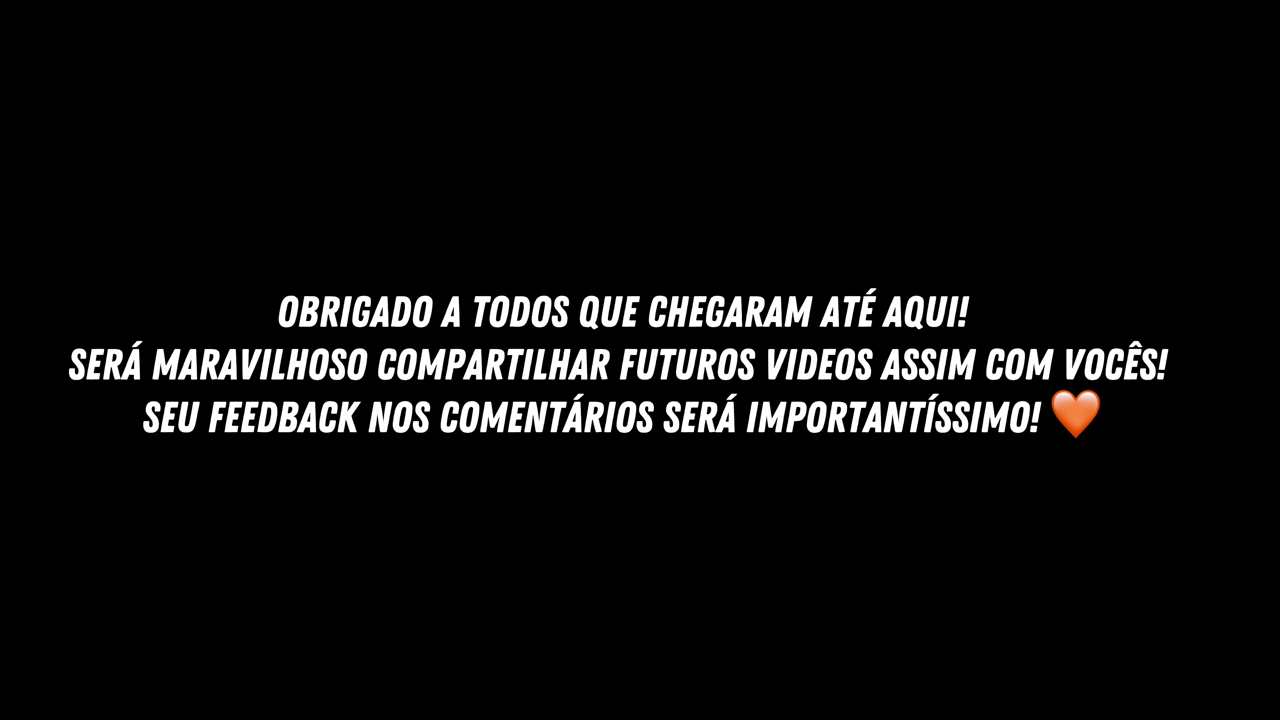 OBRIGADO A TODOS QUE CHEGARAM ATÉ AQUI!
SERÁ MARAVILHOSO COMPARTILHAR FUTUROS VIDEOS ASSIM COM VOCÊS!
SEU FEEDBACK NOS COMENTÁRIOS SERÁ IMPORTANTÍSSIMO! 🧡